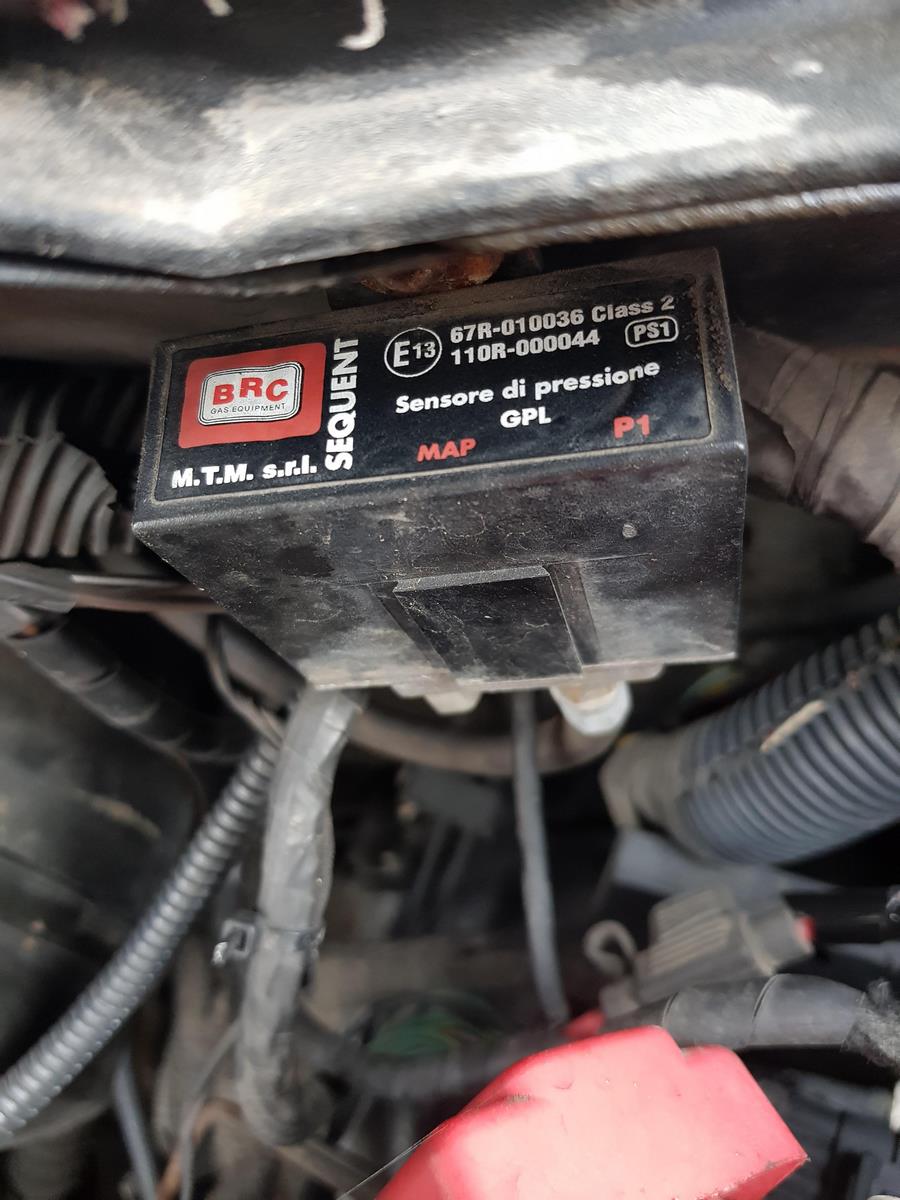 BRC
GAS EQUIPMENT
M.T.M. s.r.l.
SEQUENT
E13
67R-010036 Class 2
110R-000044
PS1
Sensore di pressione
GPL
MAP
P1